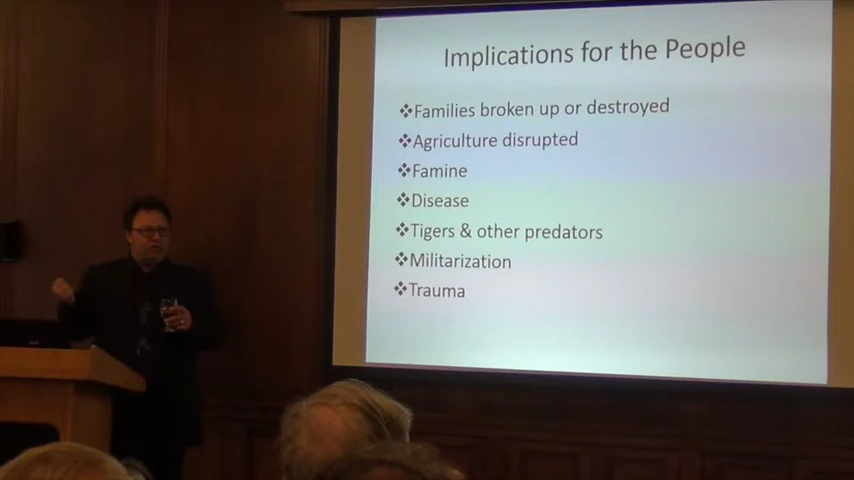 Implications for the People
❖Families broken up or destroyed
❖Agriculture disrupted
❖Famine
❖Disease
❖Tigers & other predators
❖Militarization
❖Trauma